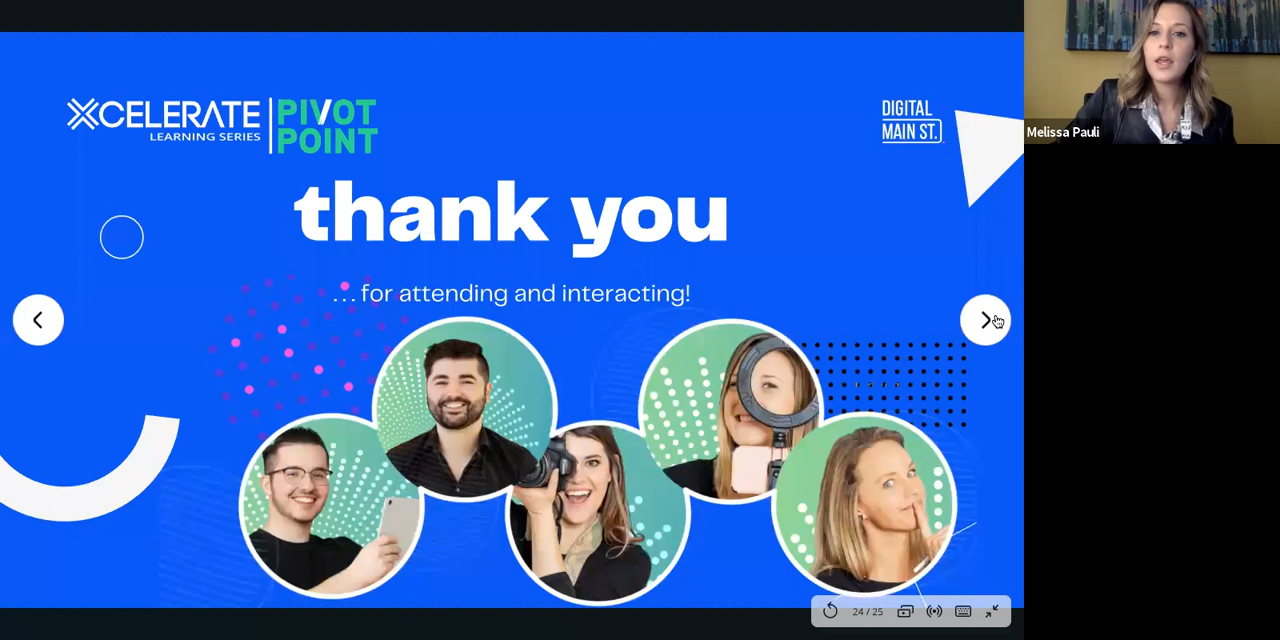 XCELERATE
LEARNING SERIES
PIVOT
POINT
DIGITAL
MAIN ST.
Melissa Pauli
thank you
...for attending and interacting!
24 / 25